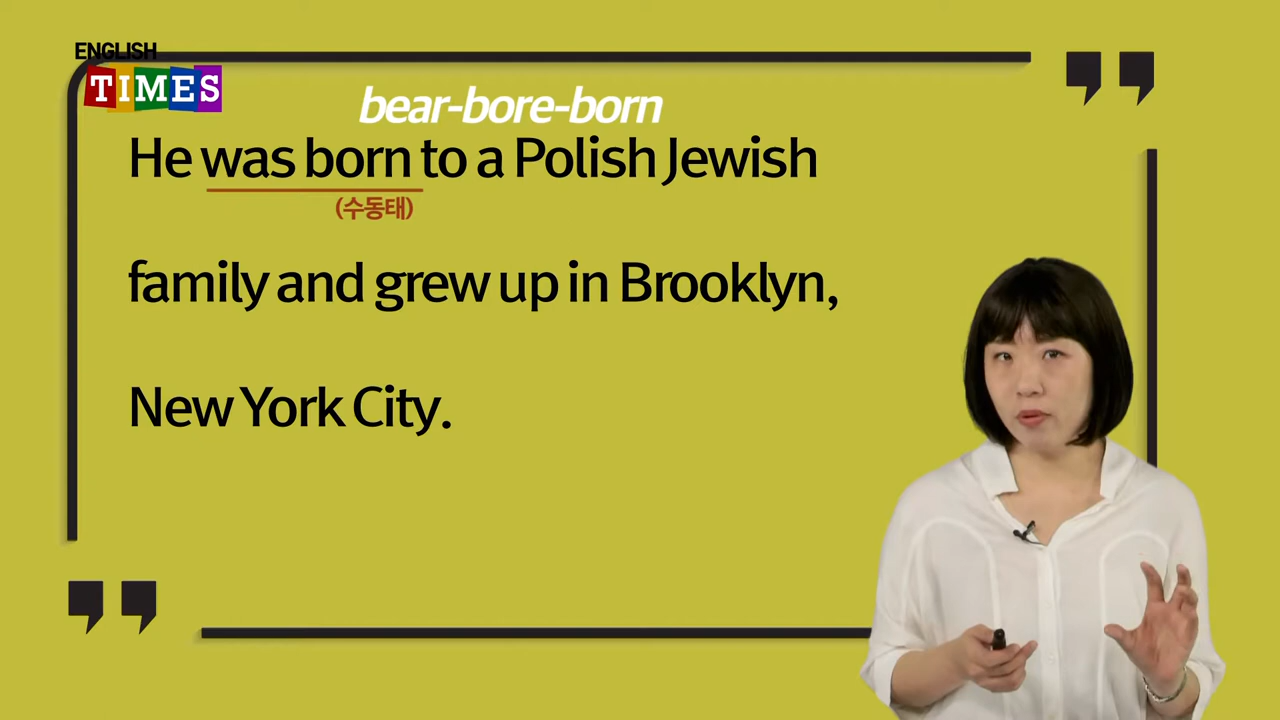 ENGLISH
TIMES
bear-bore-born
He was born to a Polish Jewish
(수동태)
family and grew up in Brooklyn,
New York City.